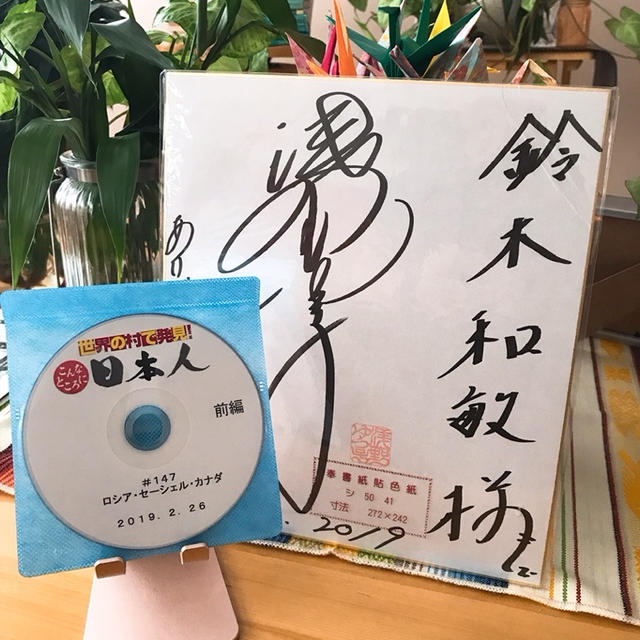 世界の村で発見!!
こんな
ところに
日本人
前編
#147
ロシア・セーシェル・カナダ
2019.2.26
鈴木和敏様
奉書紙貼色紙
シ 50 41
寸法 272×242
2019